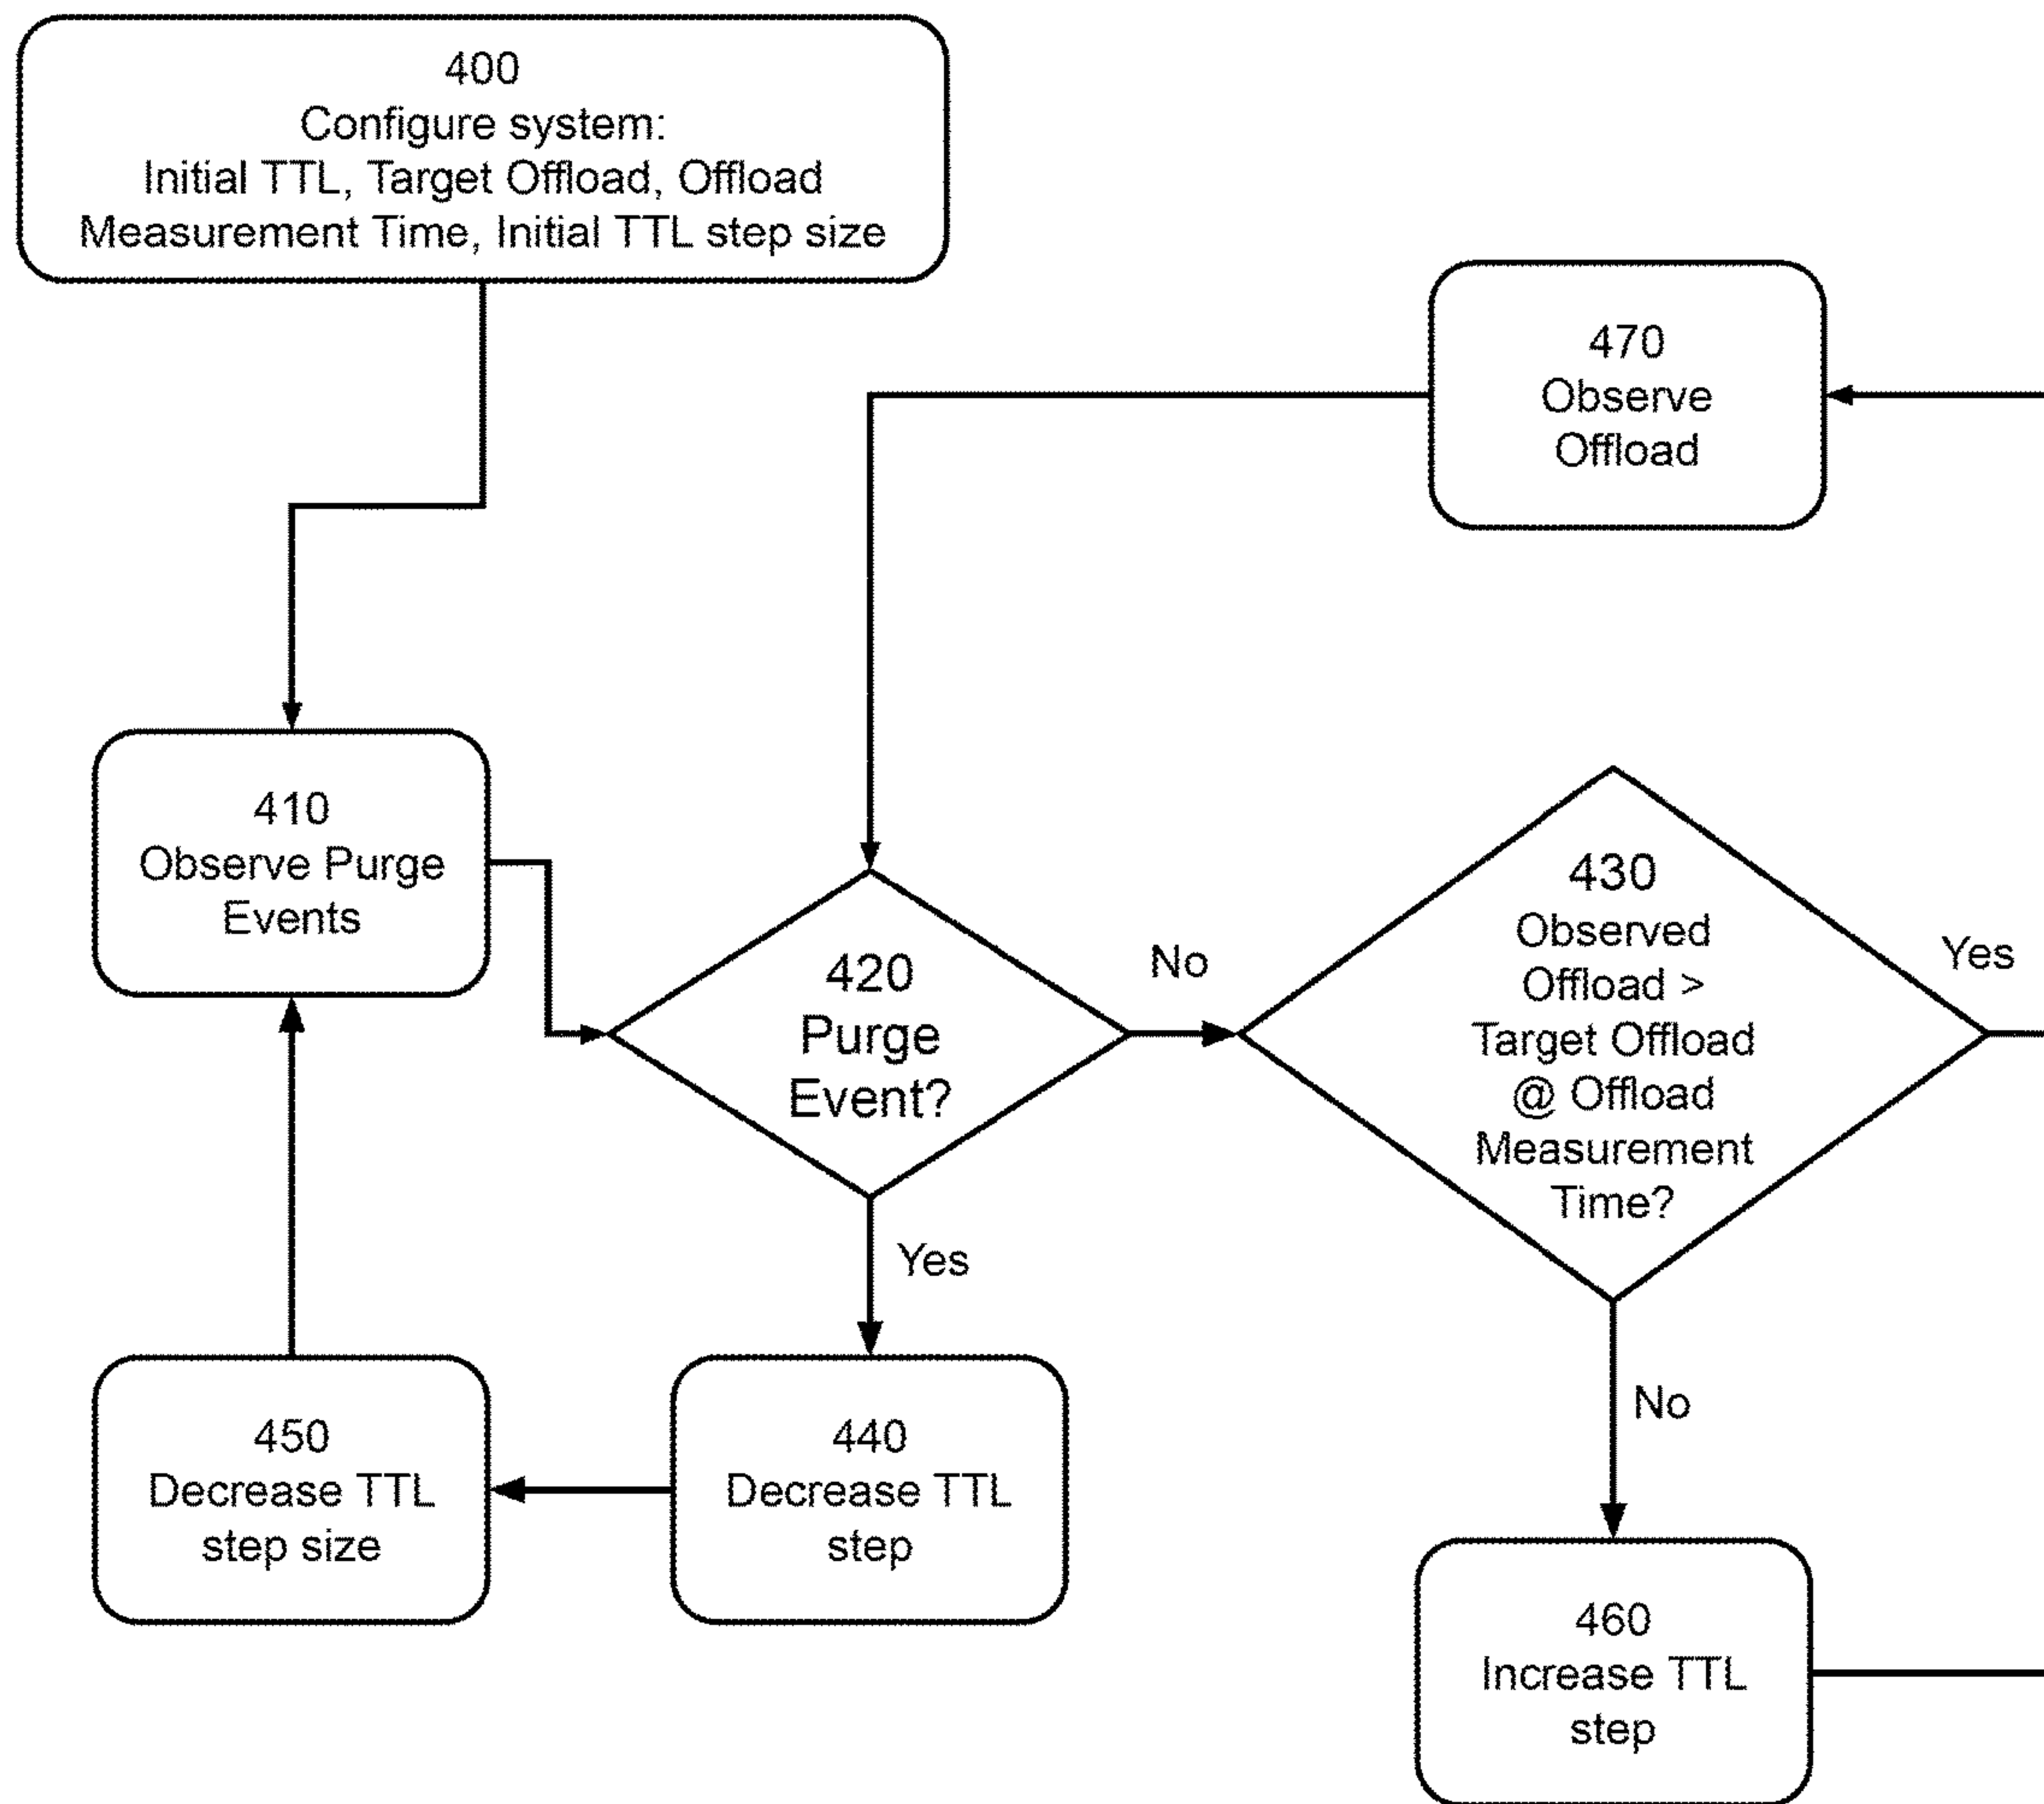 400
Configure system:
Initial TTL, Target Offload, Offload
Measurement Time, Initial TTL step size
470
Observe
Offload
410
Observe Purge
Events
420
Purge
Event?
No
430
Observed
Offload >
Target Offload
@ Offload
Measurement
Time?
Yes
Yes
No
450
Decrease TTL
step size
440
Decrease TTL
step
460
Increase TTL
step